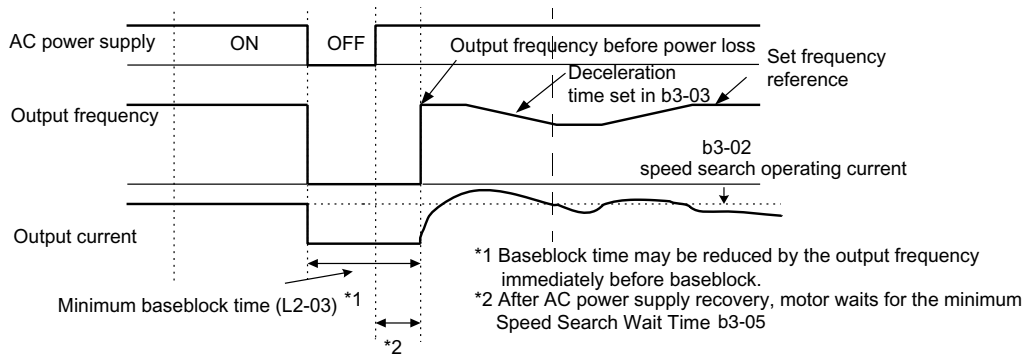 AC power supply
ON
OFF
Output frequency before power loss
Deceleration
time set in b3-03
Set frequency
reference
Output frequency
b3-02
speed search operating current
Output current
*1 Baseblock time may be reduced by the output frequency
immediately before baseblock.
Minimum baseblock time (L2-03) *1
*2 After AC power supply recovery, motor waits for the minimum
Speed Search Wait Time b3-05
*2